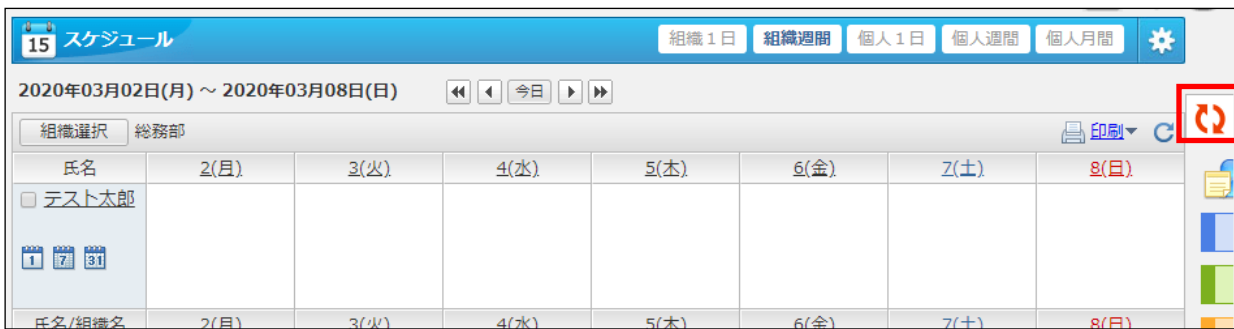 15 スケジュール 組織1日 組織週間 個人1日 個人週間 個人月間
2020年03月02日(月) ～ 2020年03月08日(日) 今日
組織選択 総務部 印刷
氏名 2(月) 3(火) 4(水) 5(木) 6(金) 7(土) 8(日)
テスト太郎
1 7 31
氏名/組織名 2(月) 3(火) 4(水) 5(木) 6(金) 7(土) 8(日)